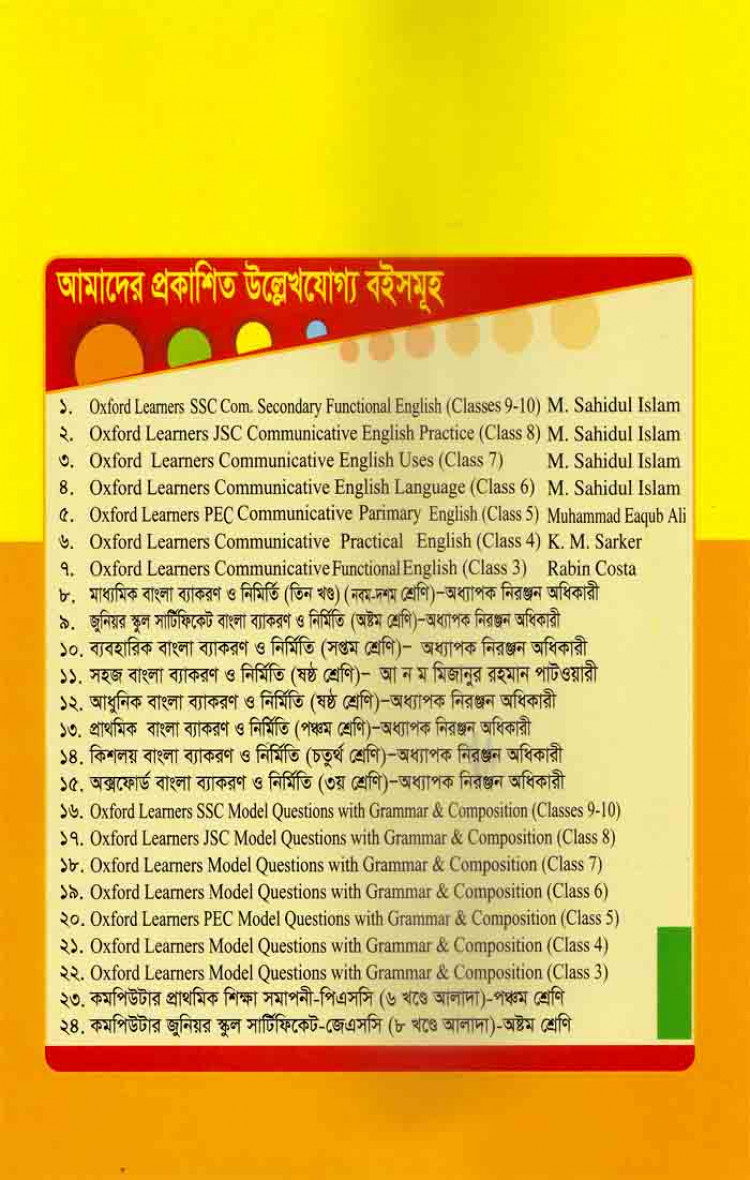 আমাদের প্রকাশিত উল্লেখযোগ্য বইসমূহ
১. Oxford Learners SSC Com. Secondary Functional English (Classes 9-10) M. Sahidul Islam
২. Oxford Learners JSC Communicative English Practice (Class 8) M. Sahidul Islam
৩. Oxford Learners Communicative English Uses (Class 7) M. Sahidul Islam
৪. Oxford Learners Communicative English Language (Class 6) M. Sahidul Islam
৫. Oxford Learners PEC Communicative Parimary English (Class 5) Muhammad Eaqub Ali
৬. Oxford Learners Communicative Practical English (Class 4) K. M. Sarker
৭. Oxford Learners Communicative Functional English (Class 3) Rabin Costa
৮. মাধ্যমিক বাংলা ব্যাকরণ ও নির্মিতি (তিন খণ্ড) (নবম-দশম শ্রেণি)–অধ্যাপক নিরঞ্জন অধিকারী
৯. জুনিয়র স্কুল সার্টিফিকেট বাংলা ব্যাকরণ ও নির্মিতি (অষ্টম শ্রেণি)–অধ্যাপক নিরঞ্জন অধিকারী
১০. ব্যবহারিক বাংলা ব্যাকরণ ও নির্মিতি (সপ্তম শ্রেণি)– অধ্যাপক নিরঞ্জন অধিকারী
১১. সহজ বাংলা ব্যাকরণ ও নির্মিতি (ষষ্ঠ শ্রেণি)– আ ন ম মিজানুর রহমান পাটওয়ারী
১২. আধুনিক বাংলা ব্যাকরণ ও নির্মিতি (ষষ্ঠ শ্রেণি)–অধ্যাপক নিরঞ্জন অধিকারী
১৩. প্রাথমিক বাংলা ব্যাকরণ ও নির্মিতি (পঞ্চম শ্রেণি)–অধ্যাপক নিরঞ্জন অধিকারী
১৪. কিশলয় বাংলা ব্যাকরণ ও নির্মিতি (চতুর্থ শ্রেণি)–অধ্যাপক নিরঞ্জন অধিকারী
১৫. অক্সফোর্ড বাংলা ব্যাকরণ ও নির্মিতি (৩য় শ্রেণি)–অধ্যাপক নিরঞ্জন অধিকারী
১৬. Oxford Learners SSC Model Questions with Grammar & Composition (Classes 9-10)
১৭. Oxford Learners JSC Model Questions with Grammar & Composition (Class 8)
১৮. Oxford Learners Model Questions with Grammar & Composition (Class 7)
১৯. Oxford Learners Model Questions with Grammar & Composition (Class 6)
২০. Oxford Learners PEC Model Questions with Grammar & Composition (Class 5)
২১. Oxford Learners Model Questions with Grammar & Composition (Class 4)
২২. Oxford Learners Model Questions with Grammar & Composition (Class 3)
২৩. কমপিউটার প্রাথমিক শিক্ষা সমাপনী-পিএসসি (৬ খণ্ডে আলাদা)-পঞ্চম শ্রেণি
২৪. কমপিউটার জুনিয়র স্কুল সার্টিফিকেট-জেএসসি (৮ খণ্ডে আলাদা)-অষ্টম শ্রেণি